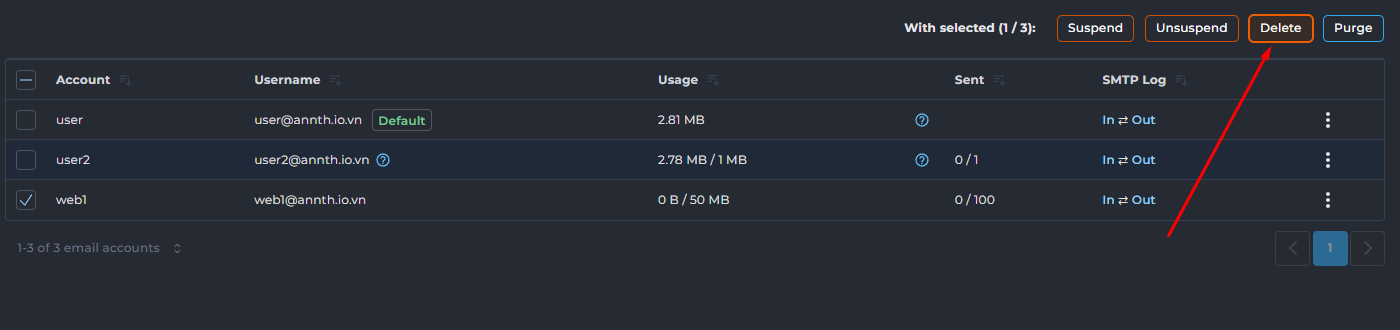 With selected (1 / 3): Suspend Unsuspend Delete Purge
Account Username Usage Sent SMTP Log
user user@annth.io.vn Default 2.81 MB In ⇄ Out
user2 user2@annth.io.vn 2.78 MB / 1 MB 0 / 1 In ⇄ Out
web1 web1@annth.io.vn 0 B / 50 MB 0 / 100 In ⇄ Out
1-3 of 3 email accounts 1